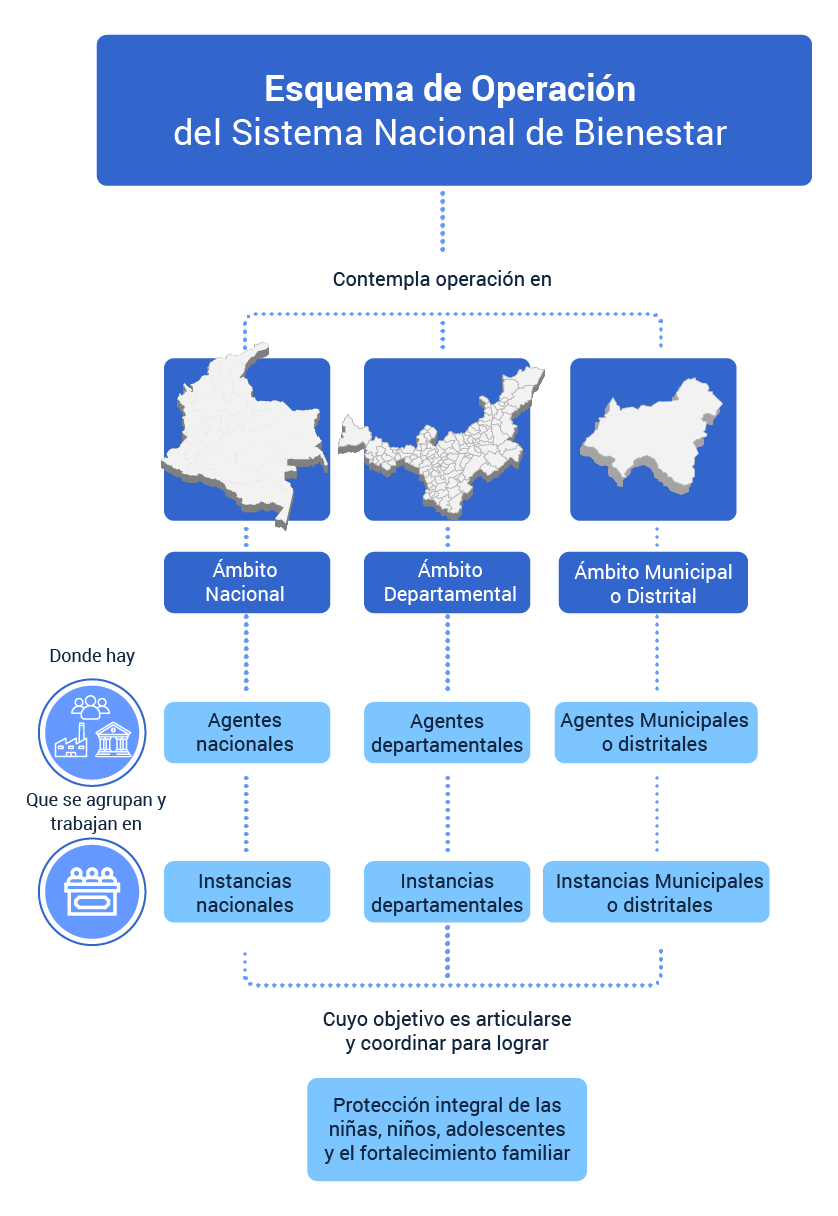 Esquema de Operación
del Sistema Nacional de Bienestar
Contempla operación en
Ámbito
Nacional
Ámbito
Departamental
Ámbito Municipal
o Distrital
Donde hay
Agentes
nacionales
Agentes
departamentales
Agentes Municipales
o distritales
Que se agrupan y
trabajan en
Instancias
nacionales
Instancias
departamentales
Instancias Municipales
o distritales
Cuyo objetivo es articularse
y coordinar para lograr
Protección integral de las
niñas, niños, adolescentes
y el fortalecimiento familiar